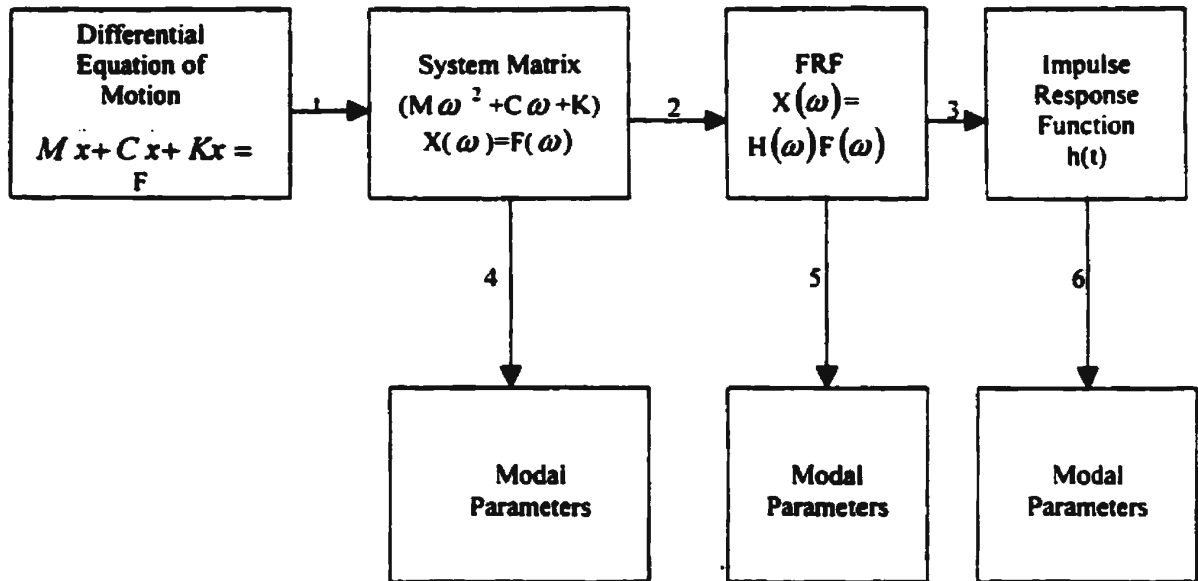 Differential
Equation of
Motion
M ẋ + C ẋ + Kx =
F
1
System Matrix
(M ω ² +C ω +K)
X( ω )=F( ω )
2
FRF
X(ω)=
H(ω)F(ω)
3
Impulse
Response
Function
h(t)
4
5
6
Modal
Parameters
Modal
Parameters
Modal
Parameters